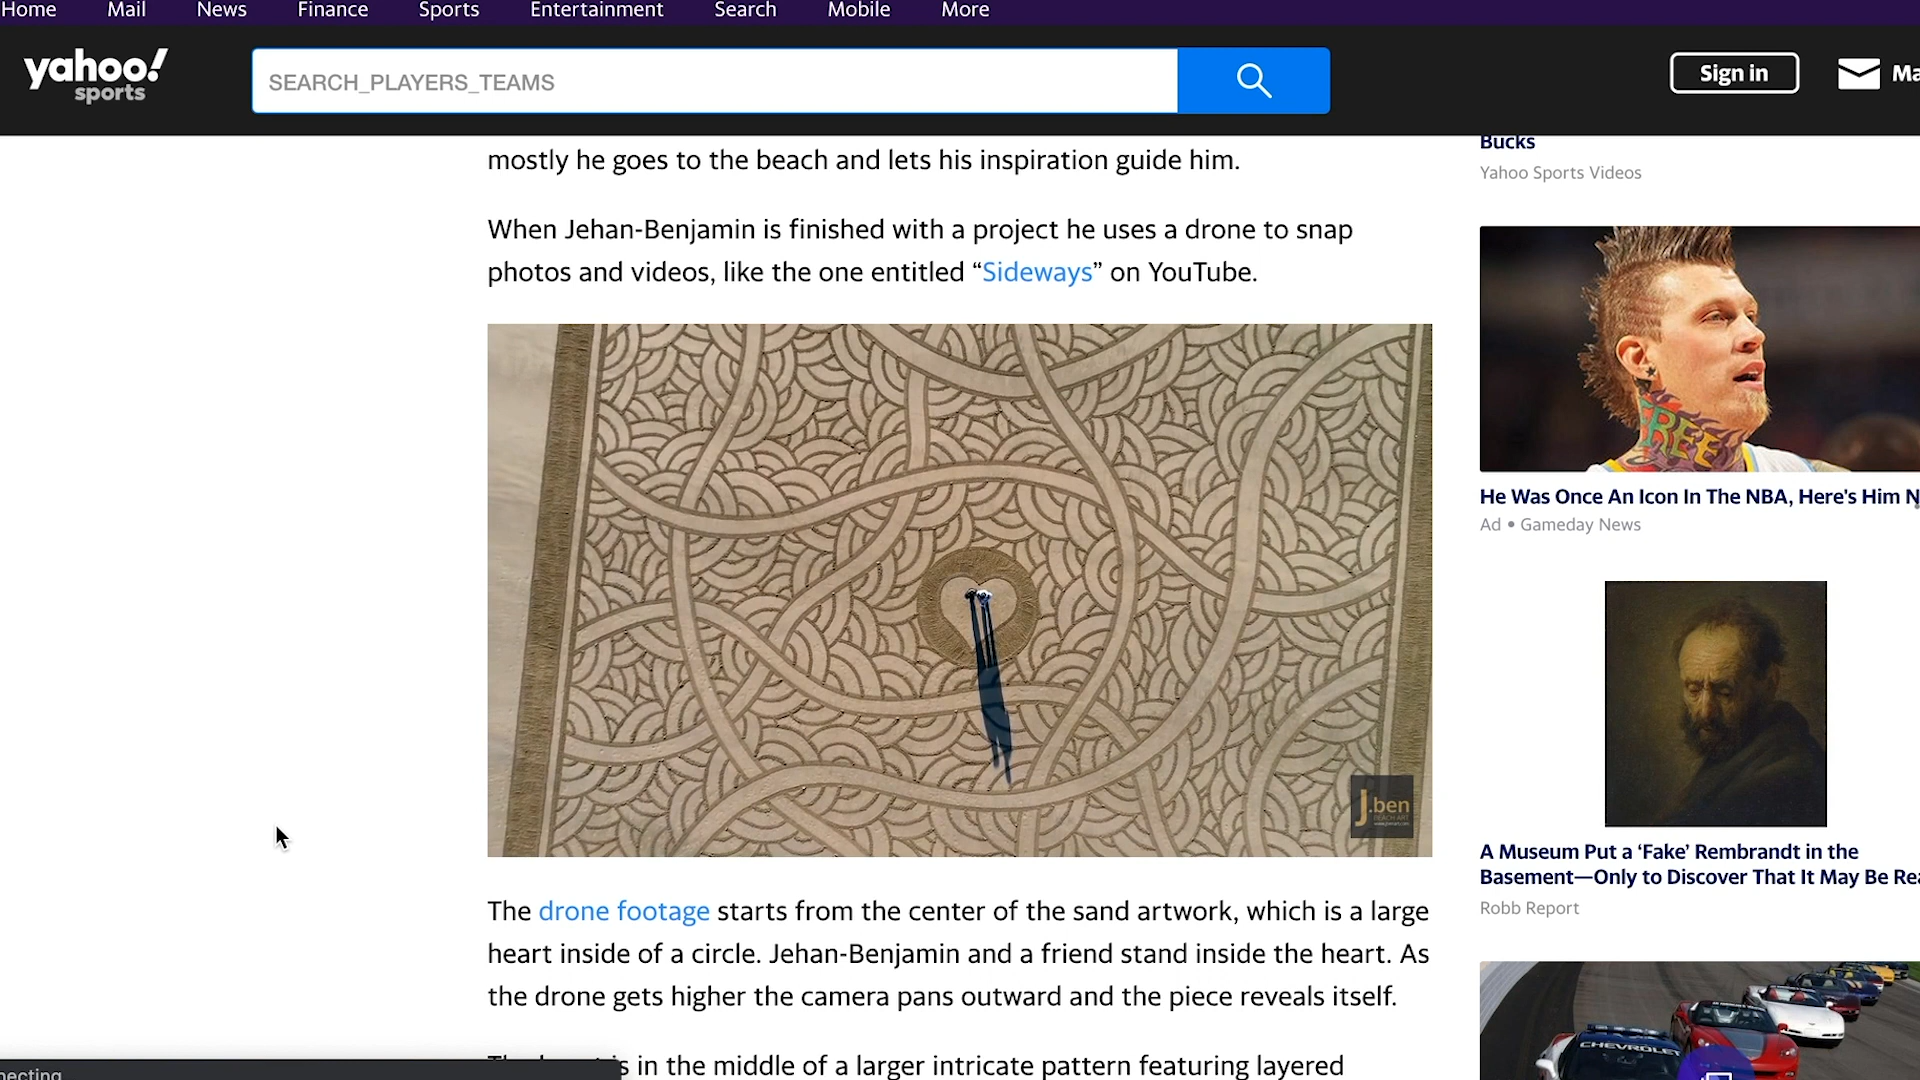 Home Mail News Finance Sports Entertainment Search Mobile More
yahoo!
sports
SEARCH_PLAYERS_TEAMS
Sign in
mostly he goes to the beach and lets his inspiration guide him.
When Jehan-Benjamin is finished with a project he uses a drone to snap
photos and videos, like the one entitled “Sideways” on YouTube.
J.ben
BEACH ART
The drone footage starts from the center of the sand artwork, which is a large
heart inside of a circle. Jehan-Benjamin and a friend stand inside the heart. As
the drone gets higher the camera pans outward and the piece reveals itself.
is in the middle of a larger intricate pattern featuring layered
Bucks
Yahoo Sports Videos
FREE
He Was Once An Icon In The NBA, Here's Him N
Ad • Gameday News
A Museum Put a ‘Fake’ Rembrandt in the
Basement—Only to Discover That It May Be Rea
Robb Report
CHEVROLET